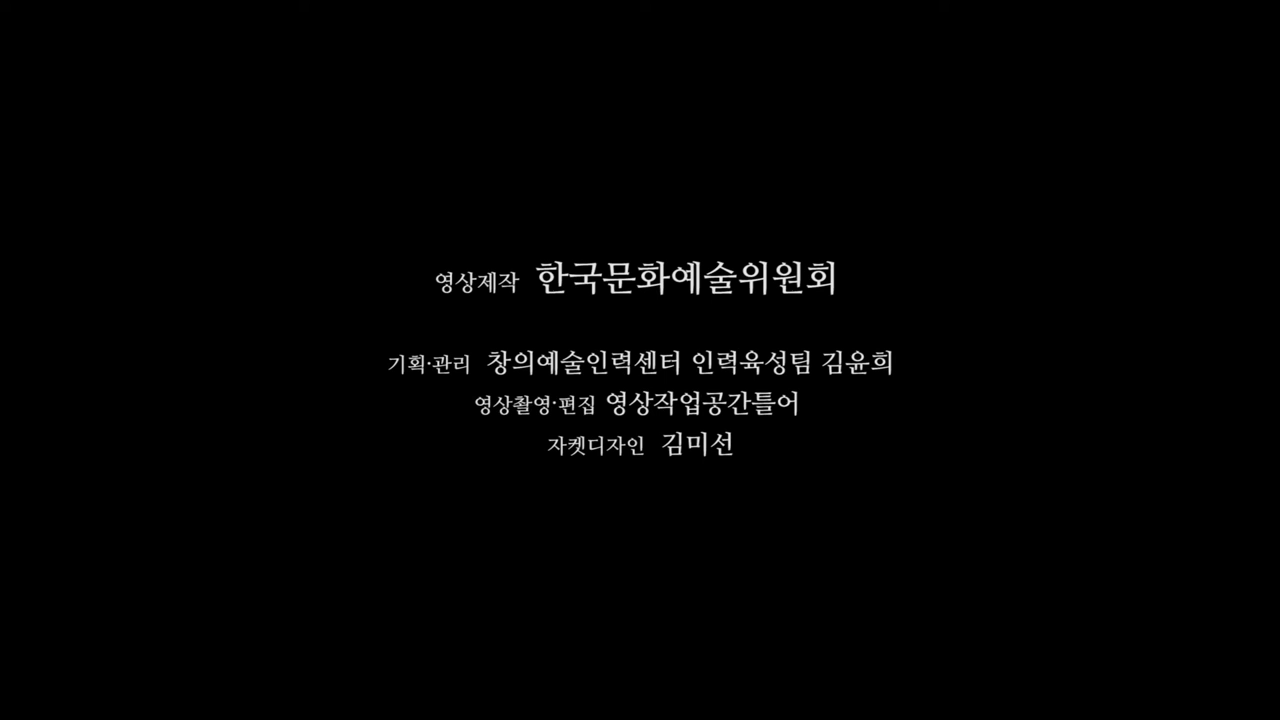 영상제작 한국문화예술위원회
기획·관리 창의예술인력센터 인력육성팀 김윤희
영상촬영·편집 영상작업공간틀어
자켓디자인 김미선